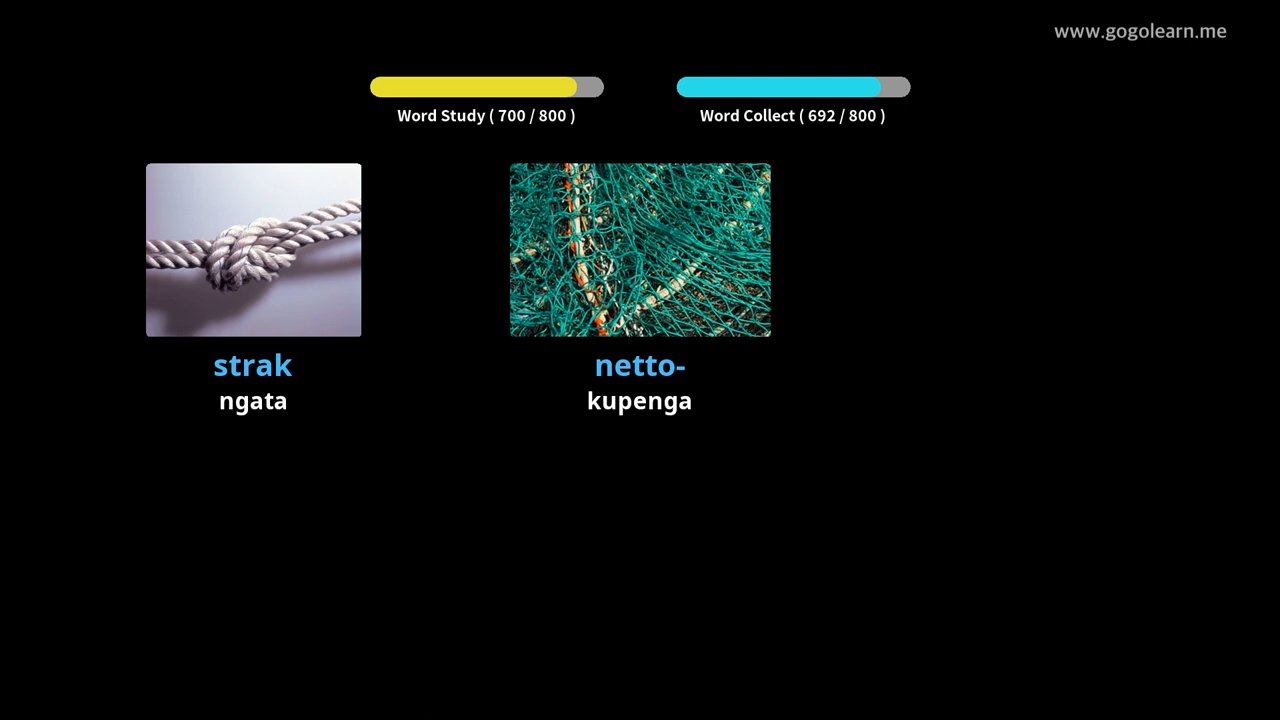 www.gogolearn.me
Word Study ( 700 / 800 )
Word Collect ( 692 / 800 )
strak
ngata
netto-
kupenga